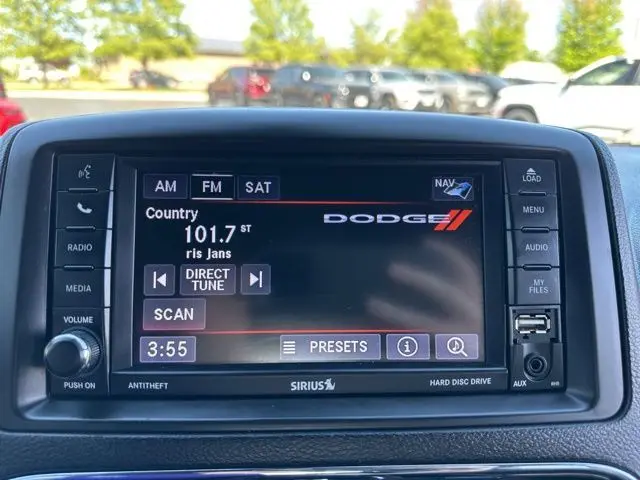 AM FM SAT NAV
Country
101.7 ST
ris Jans
DODGE
DIRECT
TUNE
SCAN
3:55 PRESETS
RADIO
MEDIA
VOLUME
PUSH ON
LOAD
MENU
AUDIO
MY
FILES
AUX
ANTITHEFT SIRIUS HARD DISC DRIVE